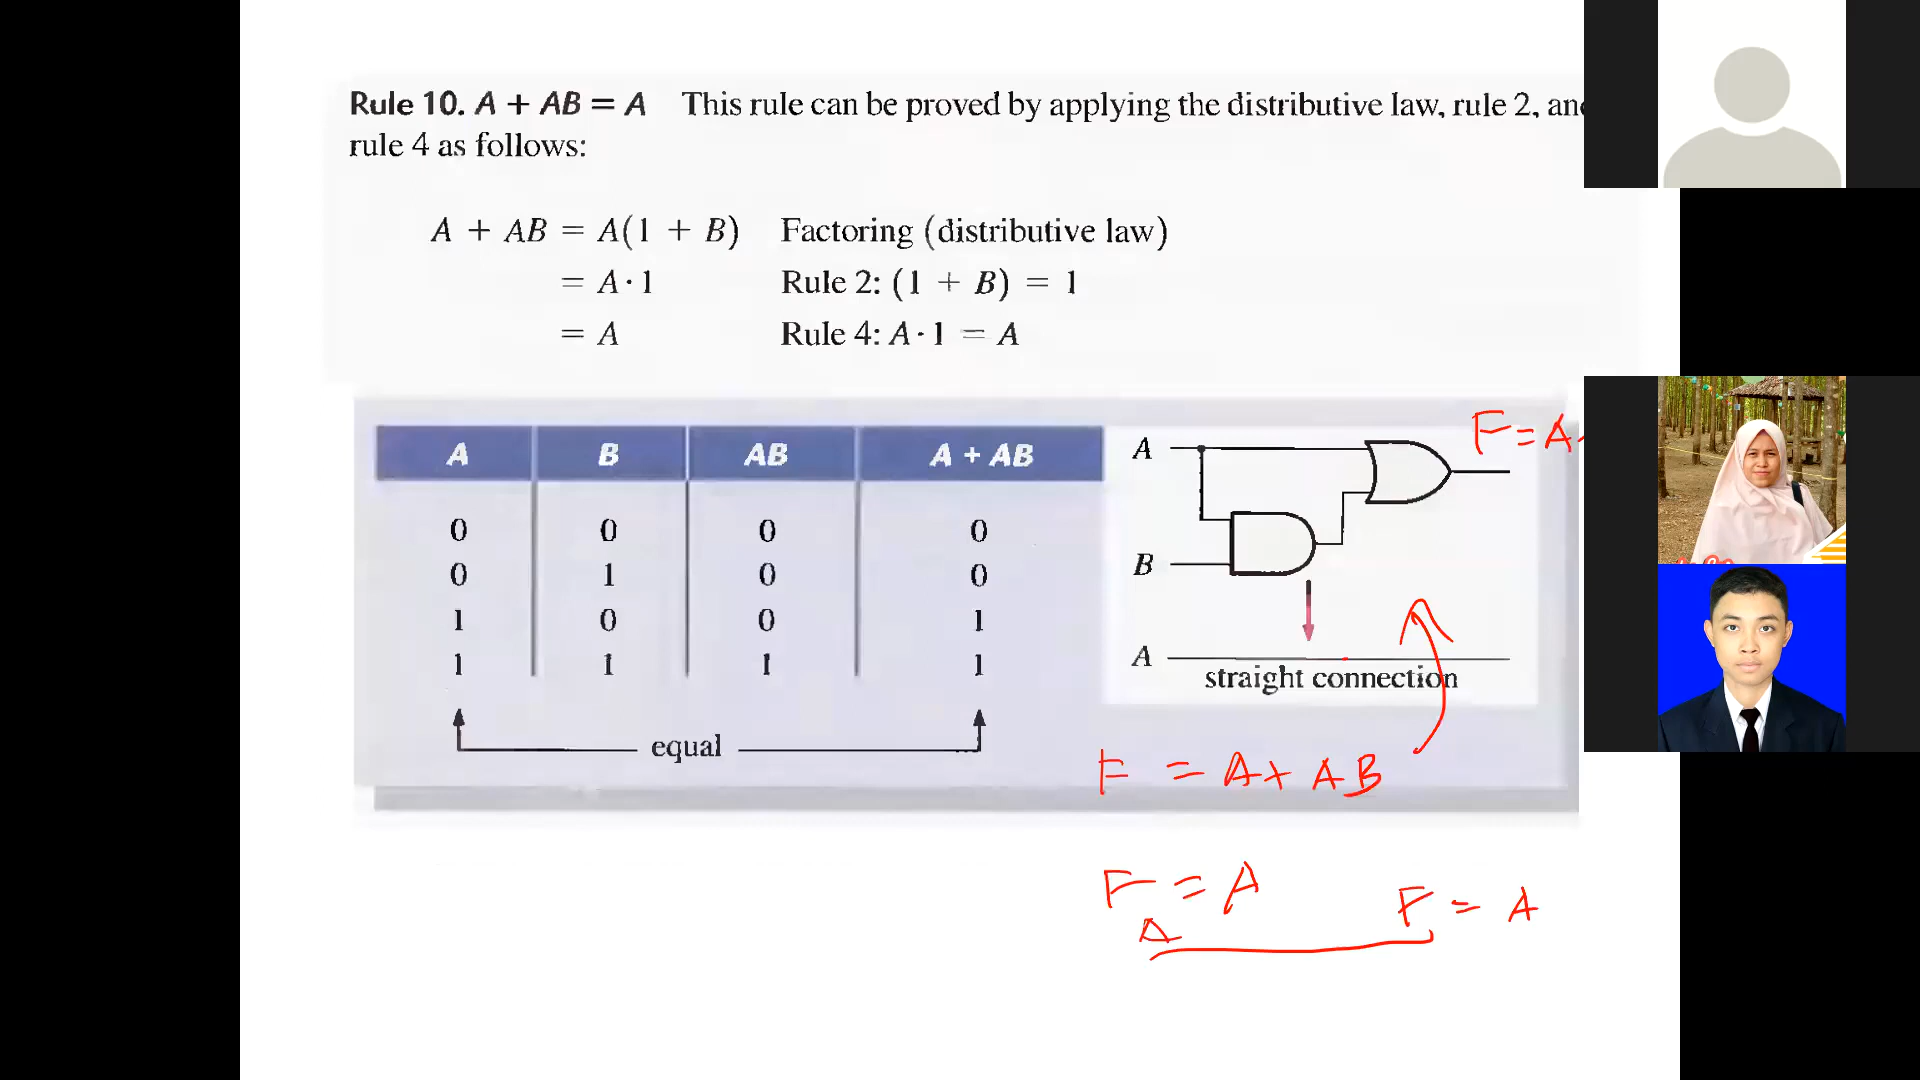 Rule 10. A + AB = A This rule can be proved by applying the distributive law, rule 2, and
rule 4 as follows:
A + AB = A(1 + B) Factoring (distributive law)
= A · 1 Rule 2: (1 + B) = 1
= A Rule 4: A · 1 = A
A B AB A + AB
0 0 0 0
0 1 0 0
1 0 0 1
1 1 1 1
equal
A
B
A
straight connection
F = A
F = A + AB
F = A
F = A
A